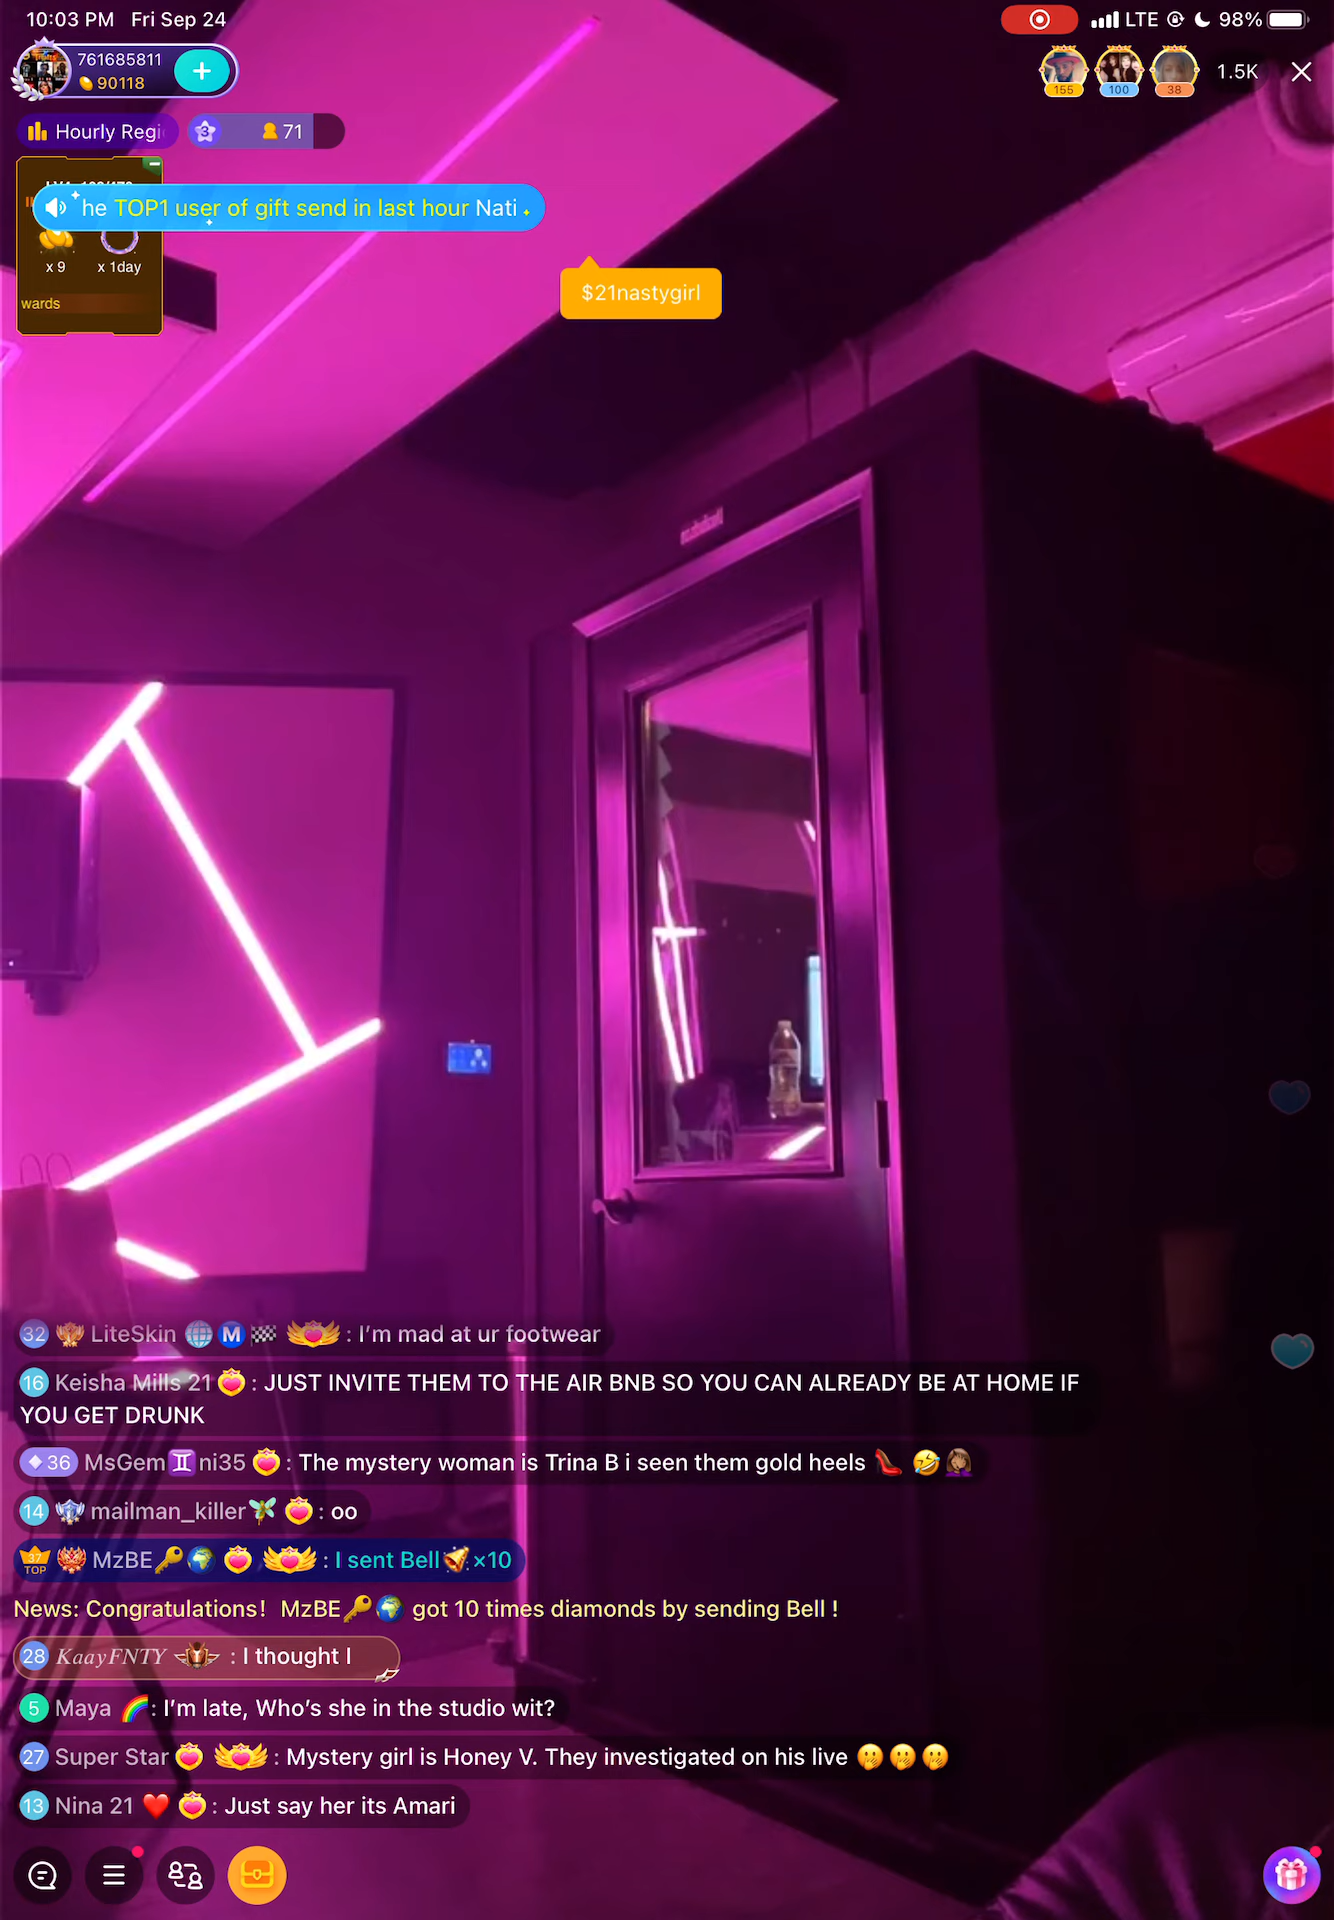 10:03 PM Fri Sep 24
LTE 98%
761685811
90118
155 100 38 1.5K
Hourly Regi
3 71
he TOP1 user of gift send in last hour Nati
x 9 x 1day
wards
$21nastygirl
32 LiteSkin M : I'm mad at ur footwear
16 Keisha Mills 21 : JUST INVITE THEM TO THE AIR BNB SO YOU CAN ALREADY BE AT HOME IF
YOU GET DRUNK
36 MsGem♊ni35 : The mystery woman is Trina B i seen them gold heels 👠 🤣 🤦🏽‍♀️
14 mailman_killer : oo
37 TOP MzBE🔑🌍 : I sent Bell ×10
News: Congratulations! MzBE🔑🌍 got 10 times diamonds by sending Bell !
28 KaayFNTY : I thought I
5 Maya 🌈: I'm late, Who's she in the studio wit?
27 Super Star : Mystery girl is Honey V. They investigated on his live 🤭🤭🤭
13 Nina 21 ❤️ : Just say her its Amari